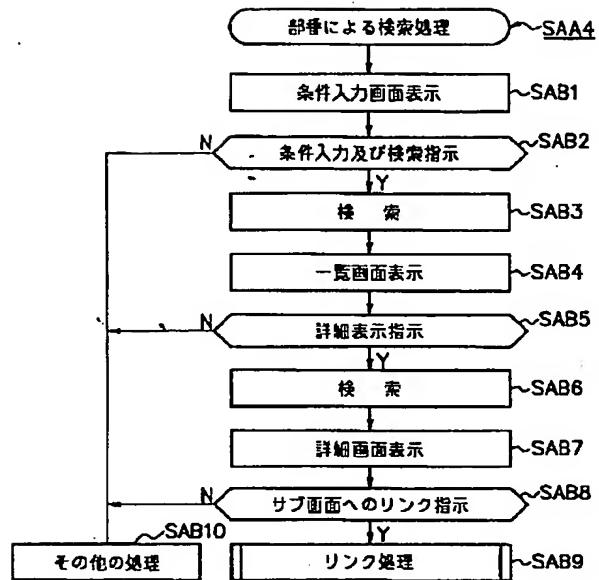 部番による検索処理 SAA4
条件入力画面表示 SAB1
N 条件入力及び検索指示 SAB2
Y
検 索 SAB3
一覧画面表示 SAB4
N 詳細表示指示 SAB5
Y
検 索 SAB6
詳細画面表示 SAB7
N サブ画面へのリンク指示 SAB8
Y
SAB10
その他の処理 リンク処理 SAB9